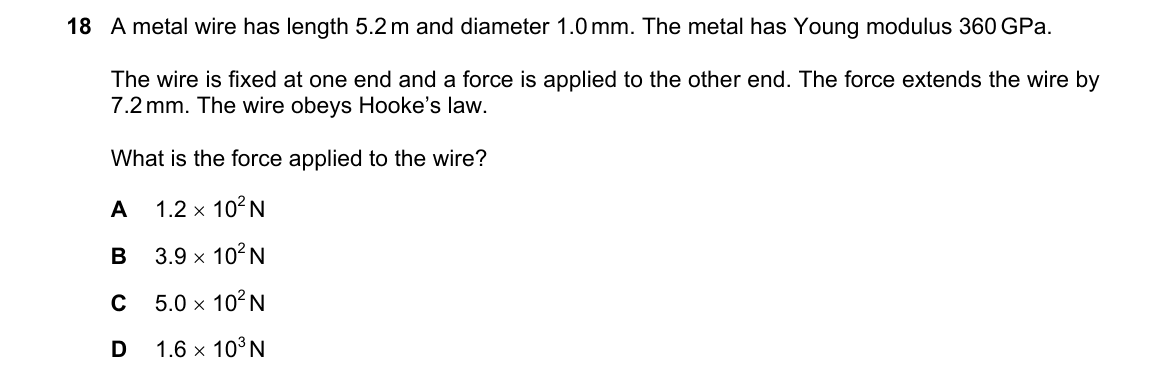 18 A metal wire has length 5.2 m and diameter 1.0 mm. The metal has Young modulus 360 GPa.
The wire is fixed at one end and a force is applied to the other end. The force extends the wire by
7.2 mm. The wire obeys Hooke’s law.
What is the force applied to the wire?
A 1.2 × 10² N
B 3.9 × 10² N
C 5.0 × 10² N
D 1.6 × 10³ N